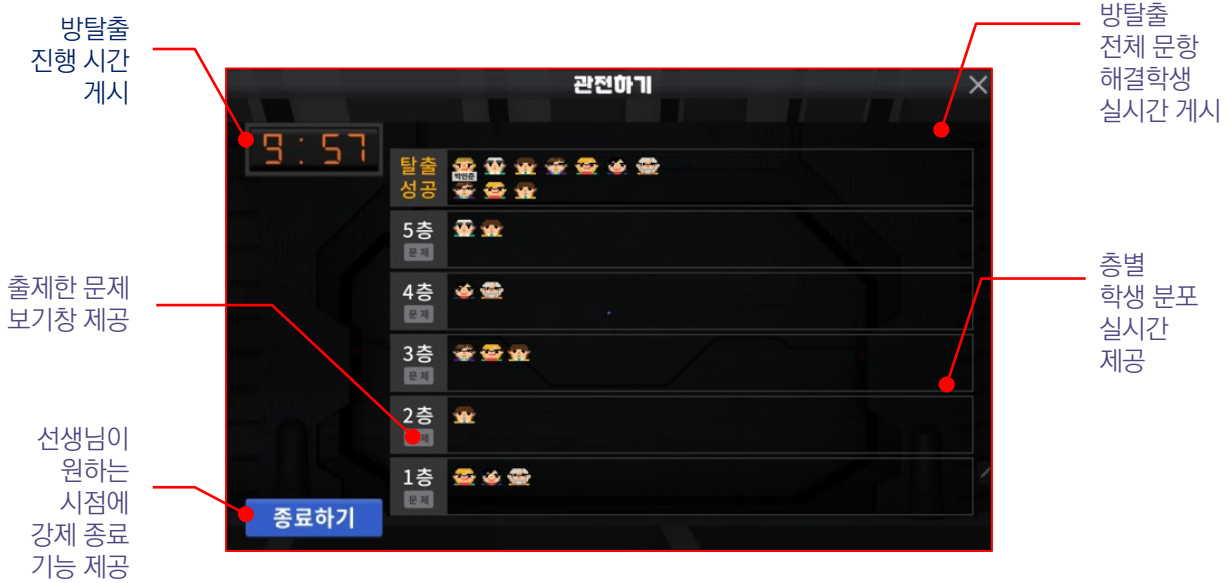 방탈출
진행 시간
게시
방탈출
전체 문항
해결학생
실시간 게시
관전하기
9:57
탈출
성공
박민준
5층
문제
4층
문제
3층
문제
2층
문제
1층
문제
종료하기
출제한 문제
보기창 제공
층별
학생 분포
실시간
제공
선생님이
원하는
시점에
강제 종료
기능 제공